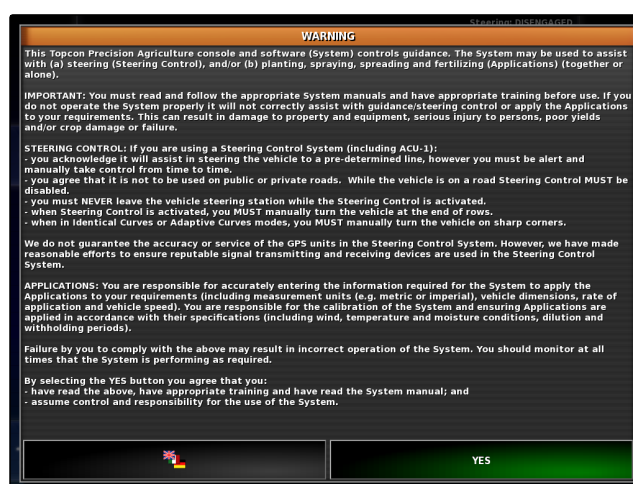 Steering: DISENGAGED
WARNING
This Topcon Precision Agriculture console and software (System) controls guidance. The System may be used to assist
with (a) steering (Steering Control), and/or (b) planting, spraying, spreading and fertilizing (Applications) (together or
alone).
IMPORTANT: You must read and follow the appropriate System manuals and have appropriate training before use. If you
do not operate the System properly it will not correctly assist with guidance/steering control or apply the Applications
to your requirements. This can result in damage to property and equipment, serious injury to persons, poor yields
and/or crop damage or failure.
STEERING CONTROL: If you are using a Steering Control System (including ACU-1):
- you acknowledge it will assist in steering the vehicle to a pre-determined line, however you must be alert and
manually take control from time to time.
- you agree that it is not to be used on public or private roads. While the vehicle is on a road Steering Control MUST be
disabled.
- you must NEVER leave the vehicle steering station while the Steering Control is activated.
- when Steering Control is activated, you MUST manually turn the vehicle at the end of rows.
- when in Identical Curves or Adaptive Curves modes, you MUST manually turn the vehicle on sharp corners.
We do not guarantee the accuracy or service of the GPS units in the Steering Control System. However, we have made
reasonable efforts to ensure reputable signal transmitting and receiving devices are used in the Steering Control
System.
APPLICATIONS: You are responsible for accurately entering the information required for the System to apply the
Applications to your requirements (including measurement units (e.g. metric or imperial), vehicle dimensions, rate of
application and vehicle speed). You are responsible for the calibration of the System and ensuring Applications are
applied in accordance with their specifications (including wind, temperature and moisture conditions, dilution and
withholding periods).
Failure by you to comply with the above may result in incorrect operation of the System. You should monitor at all
times that the System is performing as required.
By selecting the YES button you agree that you:
- have read the above, have appropriate training and have read the System manual; and
- assume control and responsibility for the use of the System.
YES